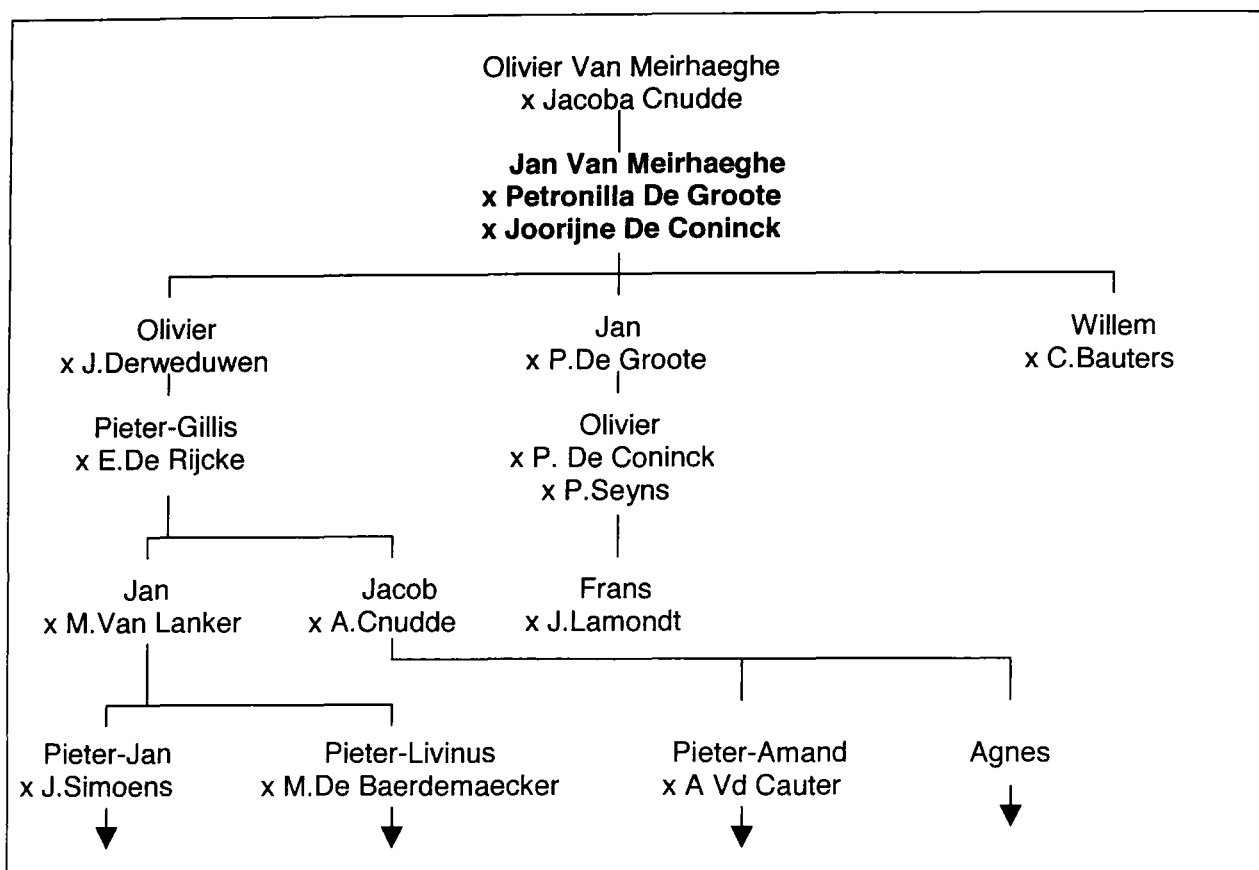 Olivier Van Meirhaeghe
x Jacoba Cnudde
Jan Van Meirhaeghe
x Petronilla De Groote
x Joorijne De Coninck
Olivier
x J.Derweduwen
Jan
x P.De Groote
Willem
x C.Bauters
Pieter-Gillis
x E.De Rijcke
Olivier
x P. De Coninck
x P.Seyns
Jan
x M.Van Lanker
Jacob
x A.Cnudde
Frans
x J.Lamondt
Pieter-Jan
x J.Simoens
Pieter-Livinus
x M.De Baerdemaecker
Pieter-Amand
x A Vd Cauter
Agnes